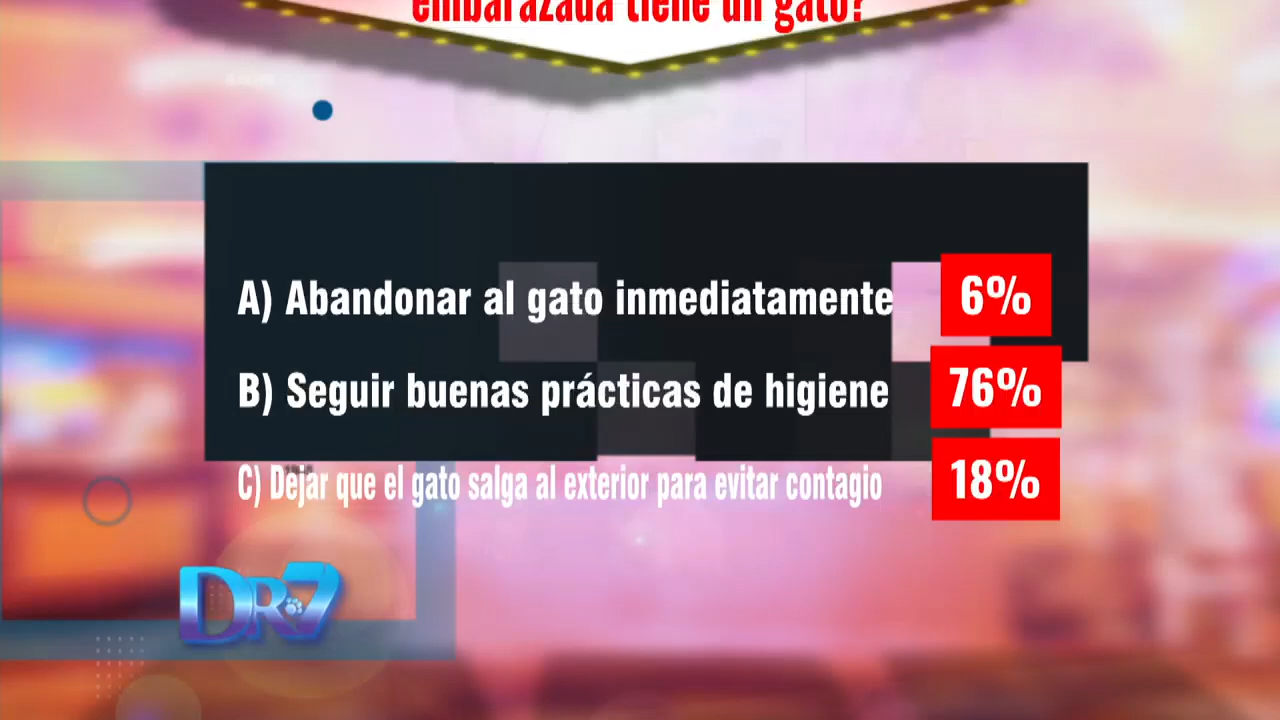 embarazada tiene un gato?
A) Abandonar al gato inmediatamente 6%
B) Seguir buenas prácticas de higiene 76%
C) Dejar que el gato salga al exterior para evitar contagio 18%
DR7